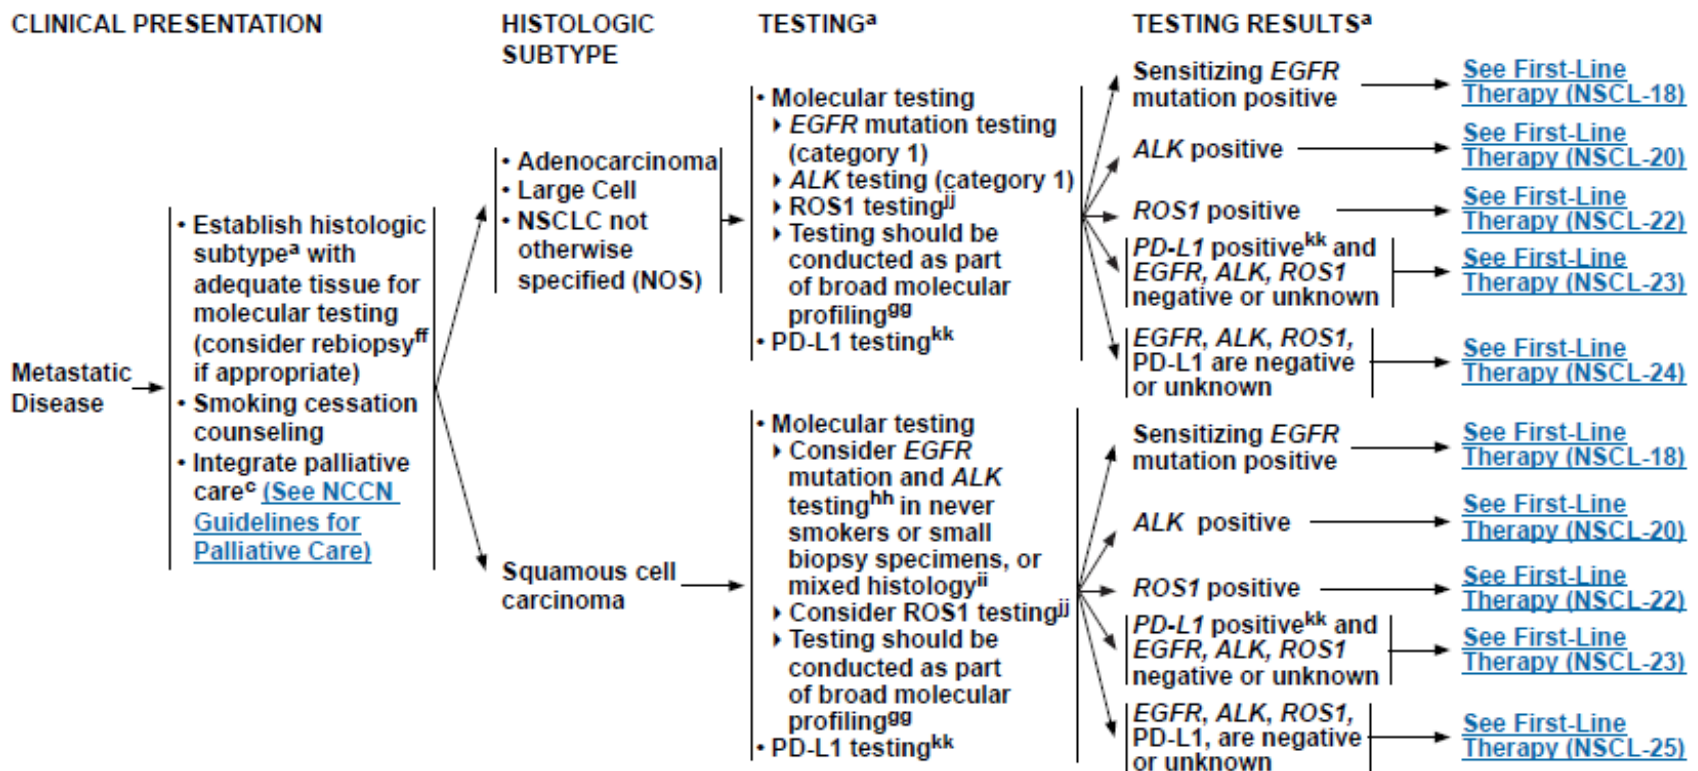 CLINICAL PRESENTATION
HISTOLOGIC
SUBTYPE
TESTINGa
TESTING RESULTSa
Metastatic
Disease
• Establish histologic
subtypea with
adequate tissue for
molecular testing
(consider rebiopsyff
if appropriate)
• Smoking cessation
counseling
• Integrate palliative
carec (See NCCN
Guidelines for
Palliative Care)
• Adenocarcinoma
• Large Cell
• NSCLC not
otherwise
specified (NOS)
• Molecular testing
EGFR mutation testing
(category 1)
ALK testing (category 1)
ROS1 testingjj
Testing should be
conducted as part
of broad molecular
profilinggg
• PD-L1 testingkk
Sensitizing EGFR
mutation positive
See First-Line
Therapy (NSCL-18)
ALK positive
See First-Line
Therapy (NSCL-20)
ROS1 positive
See First-Line
Therapy (NSCL-22)
PD-L1 positivekk and
EGFR, ALK, ROS1
negative or unknown
See First-Line
Therapy (NSCL-23)
EGFR, ALK, ROS1,
PD-L1 are negative
or unknown
See First-Line
Therapy (NSCL-24)
Squamous cell
carcinoma
• Molecular testing
Consider EGFR
mutation and ALK
testinghh in never
smokers or small
biopsy specimens, or
mixed histologyii
Consider ROS1 testingjj
Testing should be
conducted as part
of broad molecular
profilinggg
• PD-L1 testingkk
Sensitizing EGFR
mutation positive
See First-Line
Therapy (NSCL-18)
ALK positive
See First-Line
Therapy (NSCL-20)
ROS1 positive
See First-Line
Therapy (NSCL-22)
PD-L1 positivekk and
EGFR, ALK, ROS1
negative or unknown
See First-Line
Therapy (NSCL-23)
EGFR, ALK, ROS1,
PD-L1, are negative
or unknown
See First-Line
Therapy (NSCL-25)